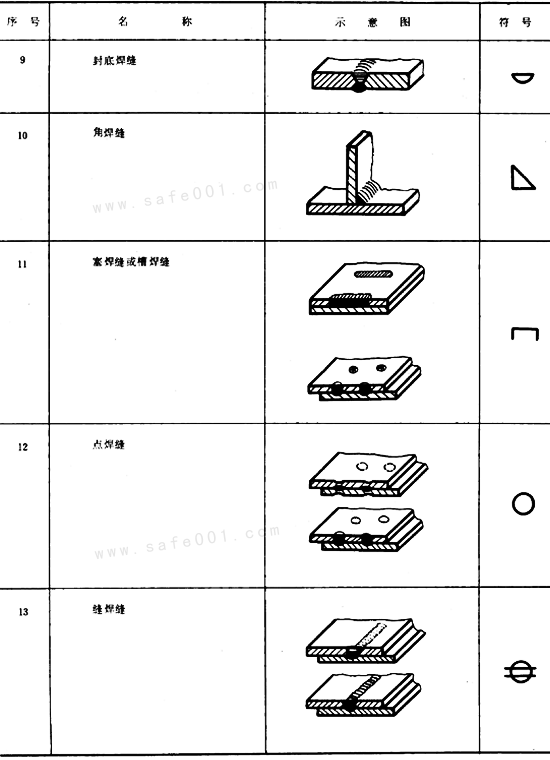 序 号 名 称 示 意 图 符 号
9 封底焊缝
10 角焊缝
www.safe001.com
11 塞焊缝或槽焊缝
12 点焊缝
www.safe001.com
13 缝焊缝